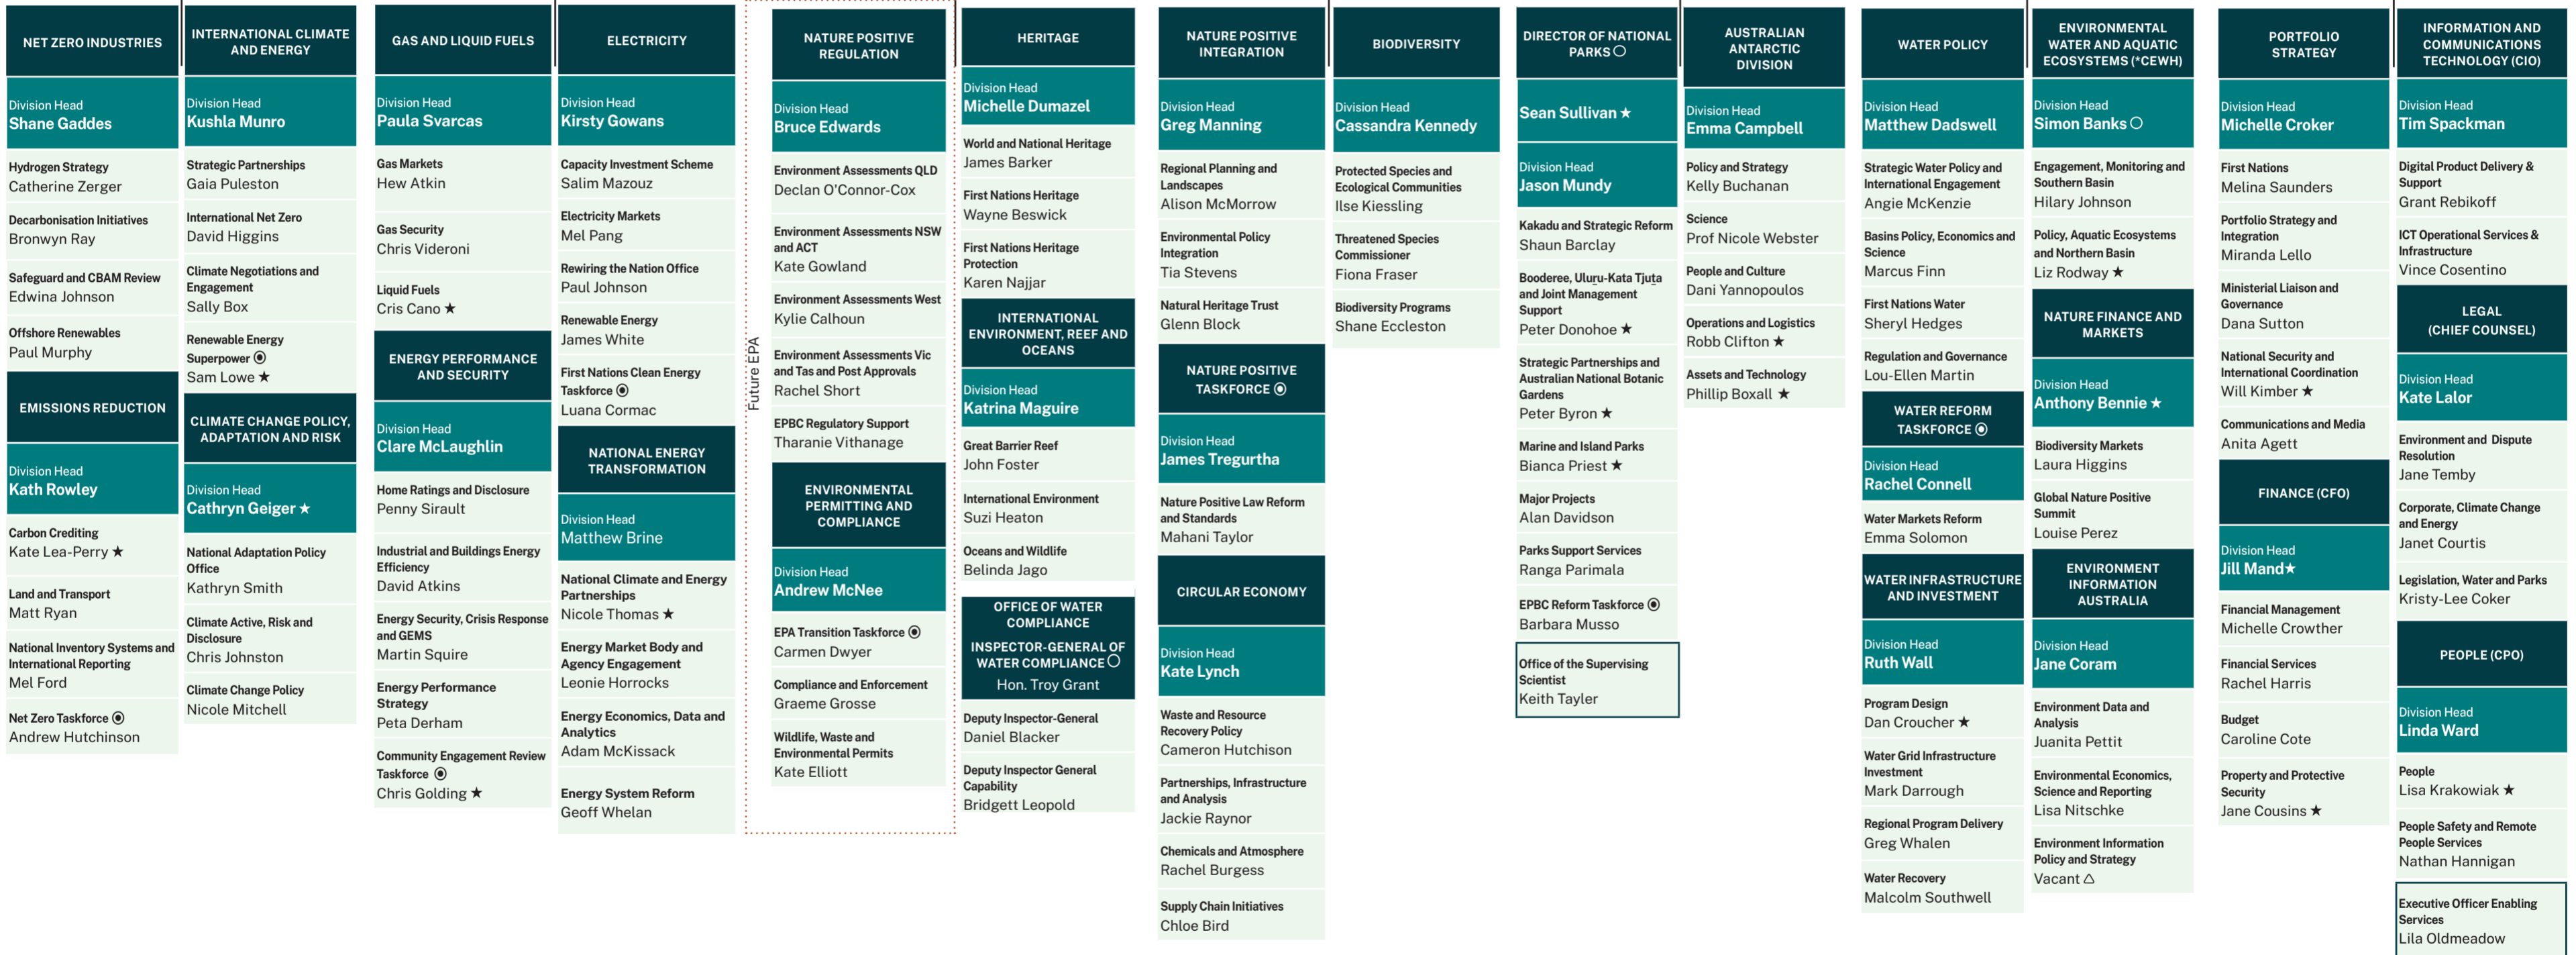 NET ZERO INDUSTRIES
Division Head
Shane Gaddes
Hydrogen Strategy
Catherine Zerger
Decarbonisation Initiatives
Bronwyn Ray
Safeguard and CBAM Review
Edwina Johnson
Offshore Renewables
Paul Murphy
EMISSIONS REDUCTION
Division Head
Kath Rowley
Carbon Crediting
Kate Lea-Perry ★
Land and Transport
Matt Ryan
National Inventory Systems and
International Reporting
Mel Ford
Net Zero Taskforce ◉
Andrew Hutchinson
INTERNATIONAL CLIMATE
AND ENERGY
Division Head
Kushla Munro
Strategic Partnerships
Gaia Puleston
International Net Zero
David Higgins
Climate Negotiations and
Engagement
Sally Box
Renewable Energy
Superpower ◉
Sam Lowe ★
CLIMATE CHANGE POLICY,
ADAPTATION AND RISK
Division Head
Cathryn Geiger ★
National Adaptation Policy
Office
Kathryn Smith
Climate Active, Risk and
Disclosure
Chris Johnston
Climate Change Policy
Nicole Mitchell
GAS AND LIQUID FUELS
Division Head
Paula Svarcas
Gas Markets
Hew Atkin
Gas Security
Chris Videroni
Liquid Fuels
Cris Cano ★
ENERGY PERFORMANCE
AND SECURITY
Division Head
Clare McLaughlin
Home Ratings and Disclosure
Penny Sirault
Industrial and Buildings Energy
Efficiency
David Atkins
Energy Security, Crisis Response
and GEMS
Martin Squire
Energy Performance
Strategy
Peta Derham
Community Engagement Review
Taskforce ◉
Chris Golding ★
ELECTRICITY
Division Head
Kirsty Gowans
Capacity Investment Scheme
Salim Mazouz
Electricity Markets
Mel Pang
Rewiring the Nation Office
Paul Johnson
Renewable Energy
James White
First Nations Clean Energy
Taskforce ◉
Luana Cormac
NATIONAL ENERGY
TRANSFORMATION
Division Head
Matthew Brine
National Climate and Energy
Partnerships
Nicole Thomas ★
Energy Market Body and
Agency Engagement
Leonie Horrocks
Energy Economics, Data and
Analytics
Adam McKissack
Energy System Reform
Geoff Whelan
Future EPA
NATURE POSITIVE
REGULATION
Division Head
Bruce Edwards
Environment Assessments QLD
Declan O'Connor-Cox
Environment Assessments NSW
and ACT
Kate Gowland
Environment Assessments West
Kylie Calhoun
Environment Assessments Vic
and Tas and Post Approvals
Rachel Short
EPBC Regulatory Support
Tharanie Vithanage
ENVIRONMENTAL
PERMITTING AND
COMPLIANCE
Division Head
Andrew McNee
EPA Transition Taskforce ◉
Carmen Dwyer
Compliance and Enforcement
Graeme Grosse
Wildlife, Waste and
Environmental Permits
Kate Elliott
HERITAGE
Division Head
Michelle Dumazel
World and National Heritage
James Barker
First Nations Heritage
Wayne Beswick
First Nations Heritage
Protection
Karen Najjar
INTERNATIONAL
ENVIRONMENT, REEF AND
OCEANS
Division Head
Katrina Maguire
Great Barrier Reef
John Foster
International Environment
Suzi Heaton
Oceans and Wildlife
Belinda Jago
OFFICE OF WATER
COMPLIANCE
INSPECTOR-GENERAL OF
WATER COMPLIANCE ○
Hon. Troy Grant
Deputy Inspector-General
Daniel Blacker
Deputy Inspector General
Capability
Bridgett Leopold
NATURE POSITIVE
INTEGRATION
Division Head
Greg Manning
Regional Planning and
Landscapes
Alison McMorrow
Environmental Policy
Integration
Tia Stevens
Natural Heritage Trust
Glenn Block
NATURE POSITIVE
TASKFORCE ◉
Division Head
James Tregurtha
Nature Positive Law Reform
and Standards
Mahani Taylor
CIRCULAR ECONOMY
Division Head
Kate Lynch
Waste and Resource
Recovery Policy
Cameron Hutchison
Partnerships, Infrastructure
and Analysis
Jackie Raynor
Chemicals and Atmosphere
Rachel Burgess
Supply Chain Initiatives
Chloe Bird
BIODIVERSITY
Division Head
Cassandra Kennedy
Protected Species and
Ecological Communities
Ilse Kiessling
Threatened Species
Commissioner
Fiona Fraser
Biodiversity Programs
Shane Eccleston
DIRECTOR OF NATIONAL
PARKS ○
Sean Sullivan ★
Division Head
Jason Mundy
Kakadu and Strategic Reform
Shaun Barclay
Booderee, Uluṟu-Kata Tjuṯa
and Joint Management
Support
Peter Donohoe ★
Strategic Partnerships and
Australian National Botanic
Gardens
Peter Byron ★
Marine and Island Parks
Bianca Priest ★
Major Projects
Alan Davidson
Parks Support Services
Ranga Parimala
EPBC Reform Taskforce ◉
Barbara Musso
Office of the Supervising
Scientist
Keith Tayler
AUSTRALIAN
ANTARCTIC
DIVISION
Division Head
Emma Campbell
Policy and Strategy
Kelly Buchanan
Science
Prof Nicole Webster
People and Culture
Dani Yannopoulos
Operations and Logistics
Robb Clifton ★
Assets and Technology
Phillip Boxall ★
WATER POLICY
Division Head
Matthew Dadswell
Strategic Water Policy and
International Engagement
Angie McKenzie
Basins Policy, Economics and
Science
Marcus Finn
First Nations Water
Sheryl Hedges
Regulation and Governance
Lou-Ellen Martin
WATER REFORM
TASKFORCE ◉
Division Head
Rachel Connell
Water Markets Reform
Emma Solomon
WATER INFRASTRUCTURE
AND INVESTMENT
Division Head
Ruth Wall
Program Design
Dan Croucher ★
Water Grid Infrastructure
Investment
Mark Darrough
Regional Program Delivery
Greg Whalen
Water Recovery
Malcolm Southwell
ENVIRONMENTAL
WATER AND AQUATIC
ECOSYSTEMS (*CEWH)
Division Head
Simon Banks ○
Engagement, Monitoring and
Southern Basin
Hilary Johnson
Policy, Aquatic Ecosystems
and Northern Basin
Liz Rodway ★
NATURE FINANCE AND
MARKETS
Division Head
Anthony Bennie ★
Biodiversity Markets
Laura Higgins
Global Nature Positive
Summit
Louise Perez
ENVIRONMENT
INFORMATION
AUSTRALIA
Division Head
Jane Coram
Environment Data and
Analysis
Juanita Pettit
Environmental Economics,
Science and Reporting
Lisa Nitschke
Environment Information
Policy and Strategy
Vacant △
PORTFOLIO
STRATEGY
Division Head
Michelle Croker
First Nations
Melina Saunders
Portfolio Strategy and
Integration
Miranda Lello
Ministerial Liaison and
Governance
Dana Sutton
National Security and
International Coordination
Will Kimber ★
Communications and Media
Anita Agett
FINANCE (CFO)
Division Head
Jill Mand★
Financial Management
Michelle Crowther
Financial Services
Rachel Harris
Budget
Caroline Cote
Property and Protective
Security
Jane Cousins ★
INFORMATION AND
COMMUNICATIONS
TECHNOLOGY (CIO)
Division Head
Tim Spackman
Digital Product Delivery &
Support
Grant Rebikoff
ICT Operational Services &
Infrastructure
Vince Cosentino
LEGAL
(CHIEF COUNSEL)
Division Head
Kate Lalor
Environment and Dispute
Resolution
Jane Temby
Corporate, Climate Change
and Energy
Janet Courtis
Legislation, Water and Parks
Kristy-Lee Coker
PEOPLE (CPO)
Division Head
Linda Ward
People
Lisa Krakowiak ★
People Safety and Remote
People Services
Nathan Hannigan
Executive Officer Enabling
Services
Lila Oldmeadow